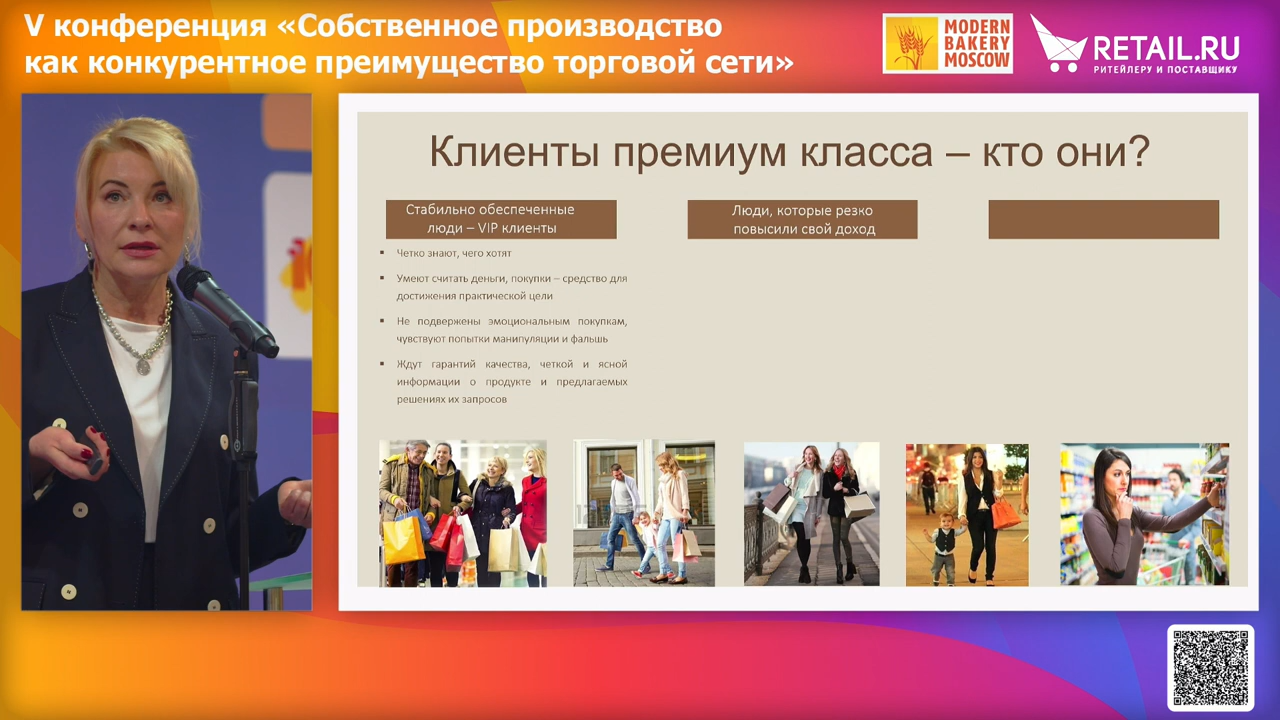 V конференция «Собственное производство
как конкурентное преимущество торговой сети»
MODERN
BAKERY
MOSCOW
RETAIL.RU
РИТЕЙЛЕРУ И ПОСТАВЩИКУ
Клиенты премиум класса – кто они?
Стабильно обеспеченные
люди – VIP клиенты
Люди, которые резко
повысили свой доход
▪ Четко знают, чего хотят
▪ Умеют считать деньги, покупки – средство для
достижения практической цели
▪ Не подвержены эмоциональным покупкам,
чувствуют попытки манипуляции и фальшь
▪ Ждут гарантий качества, четкой и ясной
информации о продукте и предлагаемых
решениях их запросов